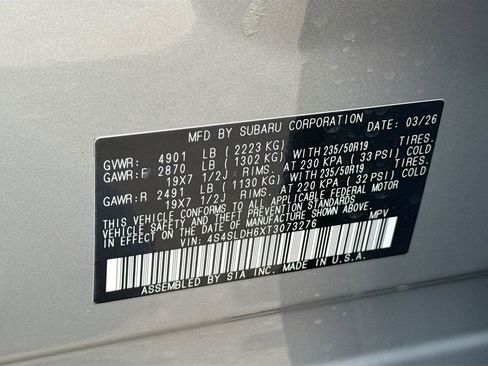 MFD BY SUBARU CORPORATION DATE: 03/26
GVWR: 4901 LB (2223 KG)
GAWR:F 2870 LB (1302 KG) WITH 235/50R19 TIRES.
19X7 1/2J RIMS. AT 230 KPA (33 PSI) COLD
GAWR:R 2491 LB (1130 KG) WITH 235/50R19 TIRES.
19X7 1/2J RIMS. AT 220 KPA (32 PSI) COLD
THIS VEHICLE CONFORMS TO ALL APPLICABLE FEDERAL MOTOR
VEHICLE SAFETY STANDARDS IN EFFECT ON THE DATE OF
MANUFACTURE SHOWN ABOVE.
VIN: 4S4SLDH6XT3073276 MPV
ASSEMBLED BY SIA INC. MADE IN U.S.A.